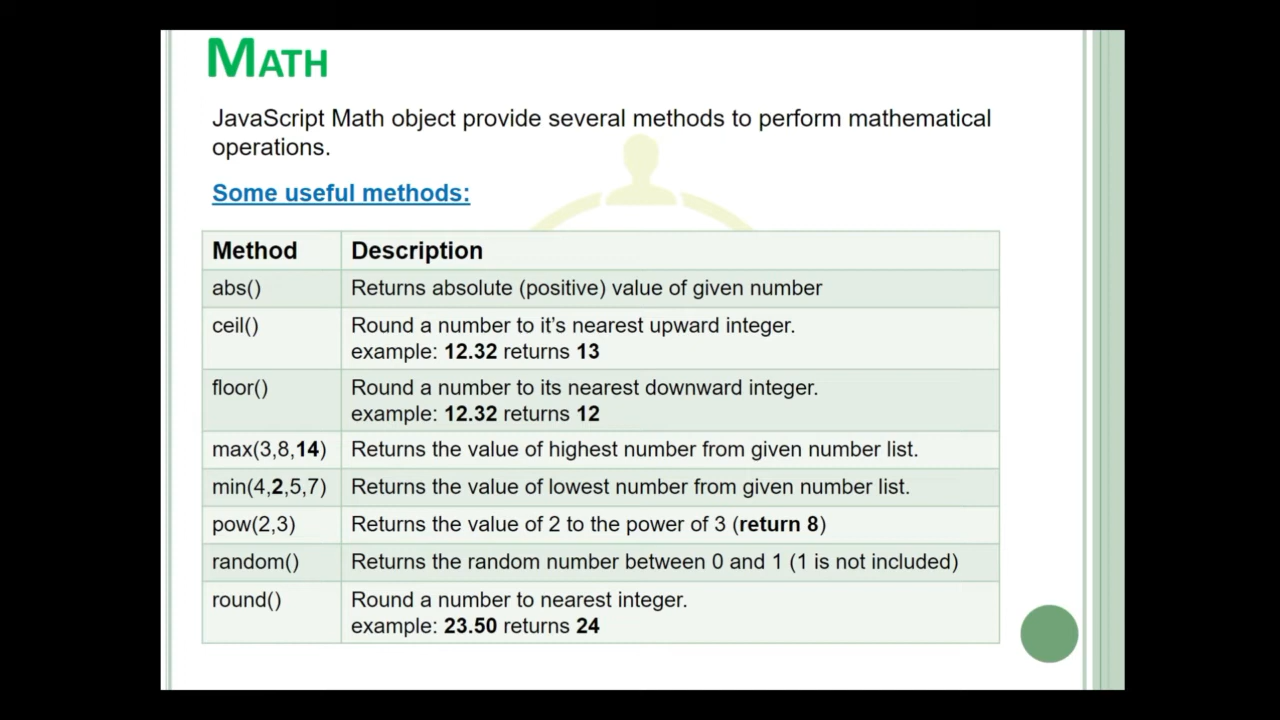 MATH
JavaScript Math object provide several methods to perform mathematical
operations.
Some useful methods:
Method Description
abs() Returns absolute (positive) value of given number
ceil() Round a number to it’s nearest upward integer.
example: 12.32 returns 13
floor() Round a number to its nearest downward integer.
example: 12.32 returns 12
max(3,8,14) Returns the value of highest number from given number list.
min(4,2,5,7) Returns the value of lowest number from given number list.
pow(2,3) Returns the value of 2 to the power of 3 (return 8)
random() Returns the random number between 0 and 1 (1 is not included)
round() Round a number to nearest integer.
example: 23.50 returns 24